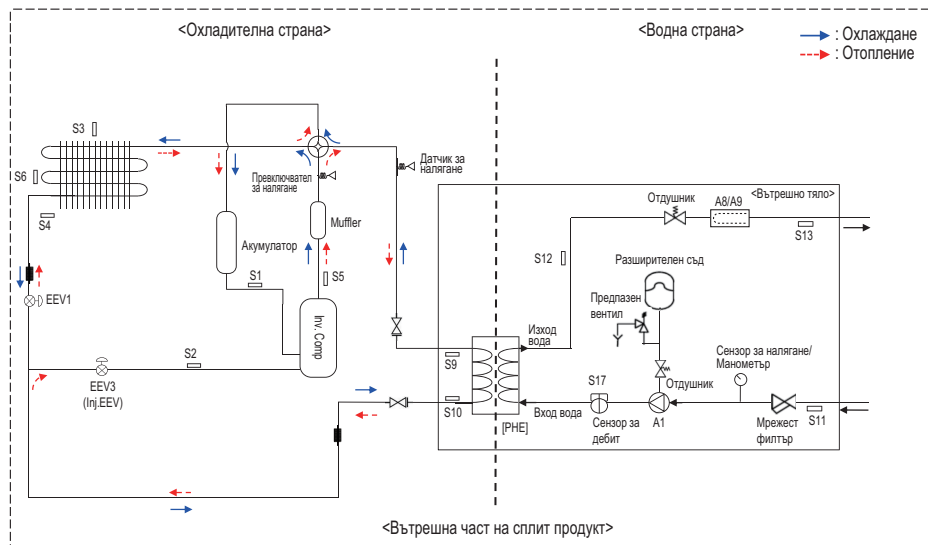 <Охладителна страна>
<Водна страна>
: Охлаждане
: Отопление
S3
S6
S4
Превключвател
за налягане
Датчик за
налягане
Muffler
Акумулатор
S1
S5
Inv. Comp
EEV1
S2
EEV3
(Inj.EEV)
<Вътрешно тяло>
Отдушник
A8/A9
S13
S12
Разширителен съд
Предпазен
вентил
Изход
вода
S9
S10
[PHE]
Вход вода
S17
Сензор за
дебит
Отдушник
A1
Сензор за налягане/
Манометър
Мрежест
филтър
S11
<Вътрешна част на сплит продукт>